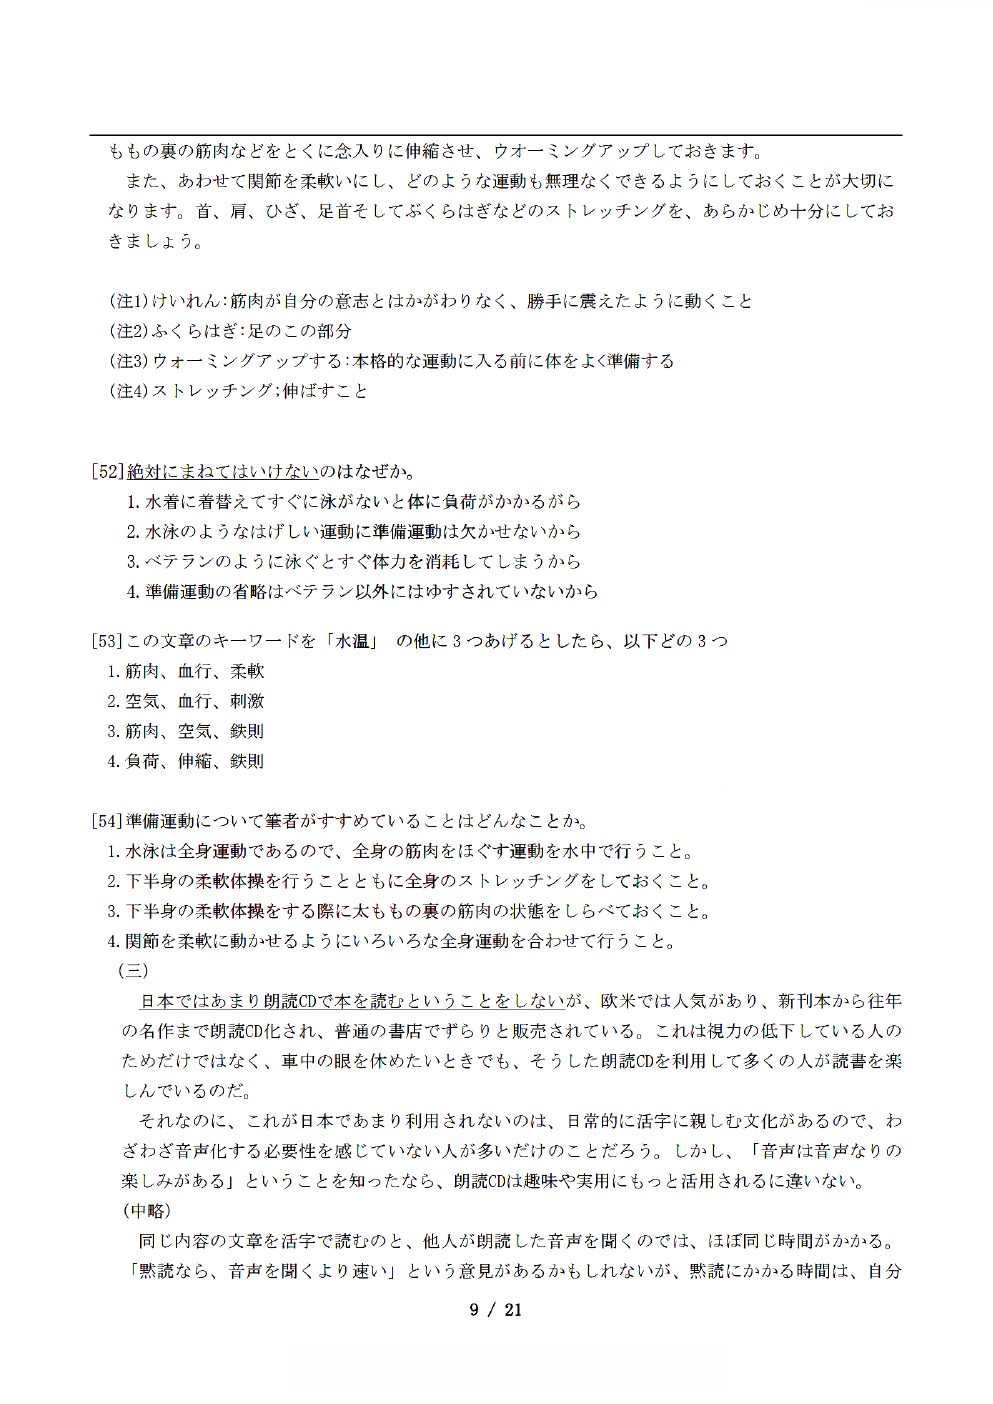 ももの裏の筋肉などをとくに念入りに伸縮させ、ウオーミングアップしておきます。
また、あわせて関節を柔軟いにし、どのような運動も無理なくできるようにしておくことが大切に
なります。首、肩、ひざ、足首そしてぶくらはぎなどのストレッチングを、あらかじめ十分にしてお
きましょう。
(注1)けいれん:筋肉が自分の意志とはかがわりなく、勝手に震えたように動くこと
(注2)ふくらはぎ:足のこの部分
(注3)ウォーミングアップする:本格的な運動に入る前に体をよく準備する
(注4)ストレッチング;伸ばすこと
[52]絶対にまねてはいけないのはなぜか。
1.水着に着替えてすぐに泳がないと体に負荷がかかるがら
2.水泳のようなはげしい運動に準備運動は欠かせないから
3.ベテランのように泳ぐとすぐ体力を消耗してしまうから
4.準備運動の省略はベテラン以外にはゆすされていないから
[53]この文章のキーワードを「水温」 の他に3つあげるとしたら、以下どの3つ
1.筋肉、血行、柔軟
2.空気、血行、刺激
3.筋肉、空気、鉄則
4.負荷、伸縮、鉄則
[54]準備運動について筆者がすすめていることはどんなことか。
1.水泳は全身運動であるので、全身の筋肉をほぐす運動を水中で行うこと。
2.下半身の柔軟体操を行うことともに全身のストレッチングをしておくこと。
3.下半身の柔軟体操をする際に太ももの裏の筋肉の状態をしらべておくこと。
4.関節を柔軟に動かせるようにいろいろな全身運動を合わせて行うこと。
(三)
日本ではあまり朗読CDで本を読むということをしないが、欧米では人気があり、新刊本から往年
の名作まで朗読CD化され、普通の書店でずらりと販売されている。これは視力の低下している人の
ためだけではなく、車中の眼を休めたいときでも、そうした朗読CDを利用して多くの人が読書を楽
しんでいるのだ。
それなのに、これが日本であまり利用されないのは、日常的に活字に親しむ文化があるので、わ
ざわざ音声化する必要性を感じていない人が多いだけのことだろう。しかし、「音声は音声なりの
楽しみがある」ということを知ったなら、朗読CDは趣味や実用にもっと活用されるに違いない。
(中略)
同じ内容の文章を活字で読むのと、他人が朗読した音声を聞くのでは、ほぼ同じ時間がかかる。
「黙読なら、音声を聞くより速い」という意見があるかもしれないが、黙読にかかる時間は、自分
9 / 21